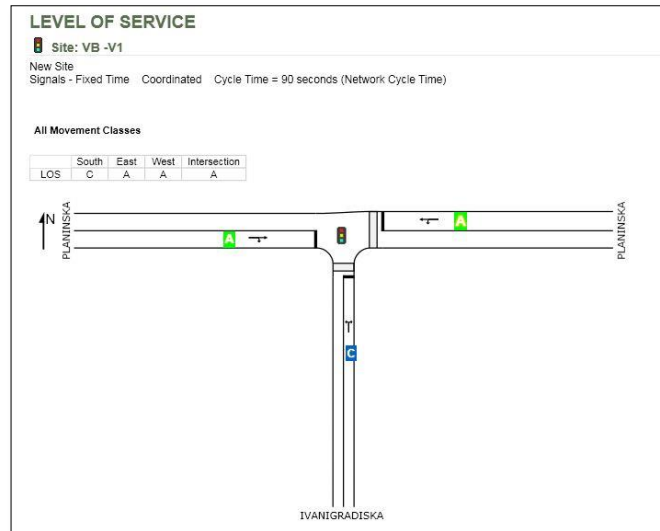 LEVEL OF SERVICE
Site: VB -V1
New Site
Signals - Fixed Time Coordinated Cycle Time = 90 seconds (Network Cycle Time)
All Movement Classes
South East West Intersection
LOS C A A A
N
PLANINSKA
A
A
PLANINSKA
C
IVANIGRADISKA